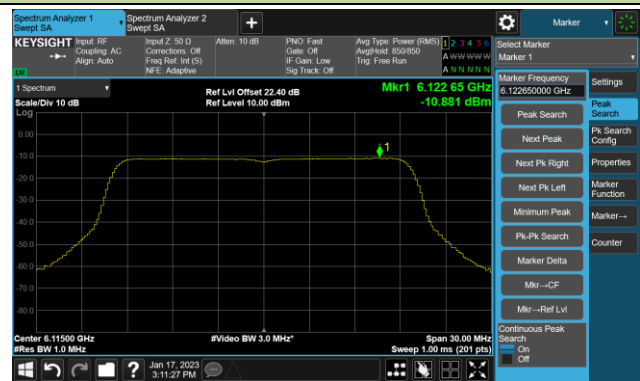 Spectrum Analyzer 1
Swept SA
Spectrum Analyzer 2
Swept SA
+
Marker
KEYSIGHT
Input: RF
Coupling: AC
Align: Auto
Input Z: 50 Ω
Corrections: Off
Freq Ref: Int (S)
NFE: Adaptive
Atten: 10 dB
PNO: Fast
Gate: Off
IF Gain: Low
Sig Track: Off
Avg Type: Power (RMS)
Avg|Hold: 850/850
Trig: Free Run
1 2 3 4 5 6
A W W W W W
A N N N N N
LU
Select Marker
Marker 1
1 Spectrum
Scale/Div 10 dB
Log
Ref Lvl Offset 22.40 dB
Ref Level 10.00 dBm
Mkr1 6.122 65 GHz
-10.881 dBm
Marker Frequency
6.122650000 GHz
Settings
Peak Search
Peak
Search
Next Peak
Pk Search
Config
Next Pk Right
Properties
Next Pk Left
Marker
Function
Minimum Peak
Marker→
Pk-Pk Search
Counter
Marker Delta
Mkr→CF
Mkr→Ref Lvl
Continuous Peak
Search
On
Off
0.00
-10.0
-20.0
-30.0
-40.0
-50.0
-60.0
-70.0
-80.0
1
Center 6.11500 GHz
#Res BW 1.0 MHz
#Video BW 3.0 MHz*
Span 30.00 MHz
Sweep 1.00 ms (201 pts)
?
Jan 17, 2023
3:11:27 PM